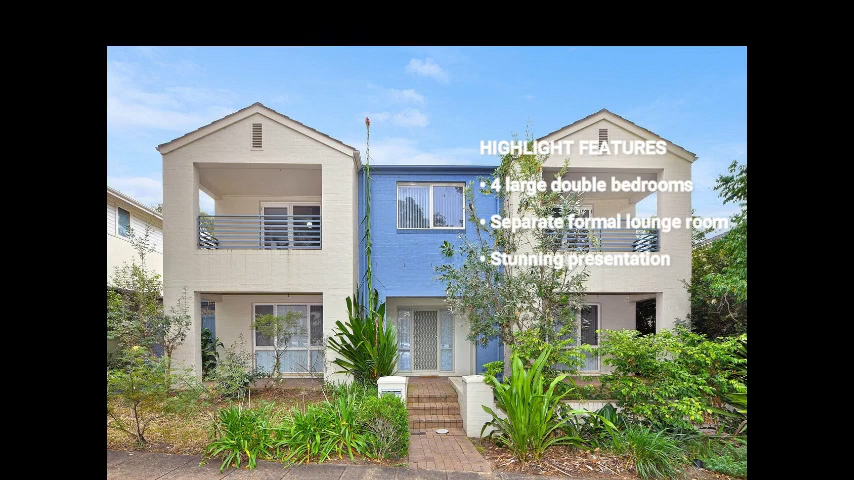 HIGHLIGHT FEATURES
• 4 large double bedrooms
• Separate formal lounge room
• Stunning presentation